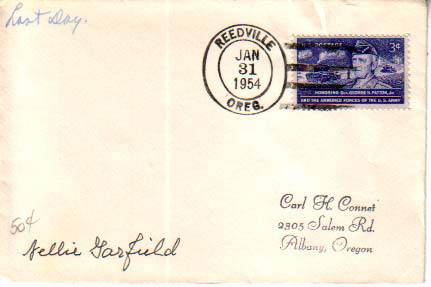 Last Day.
REEDVILLE
JAN
31
1954
OREG.
POSTAGE
3¢
HONORING GEN. GEORGE S. PATTON, JR.
AND THE ARMORED FORCES OF THE U.S. ARMY
50¢
Nellie Garfield
Carl H. Connet
2305 Salem Rd.
Albany, Oregon